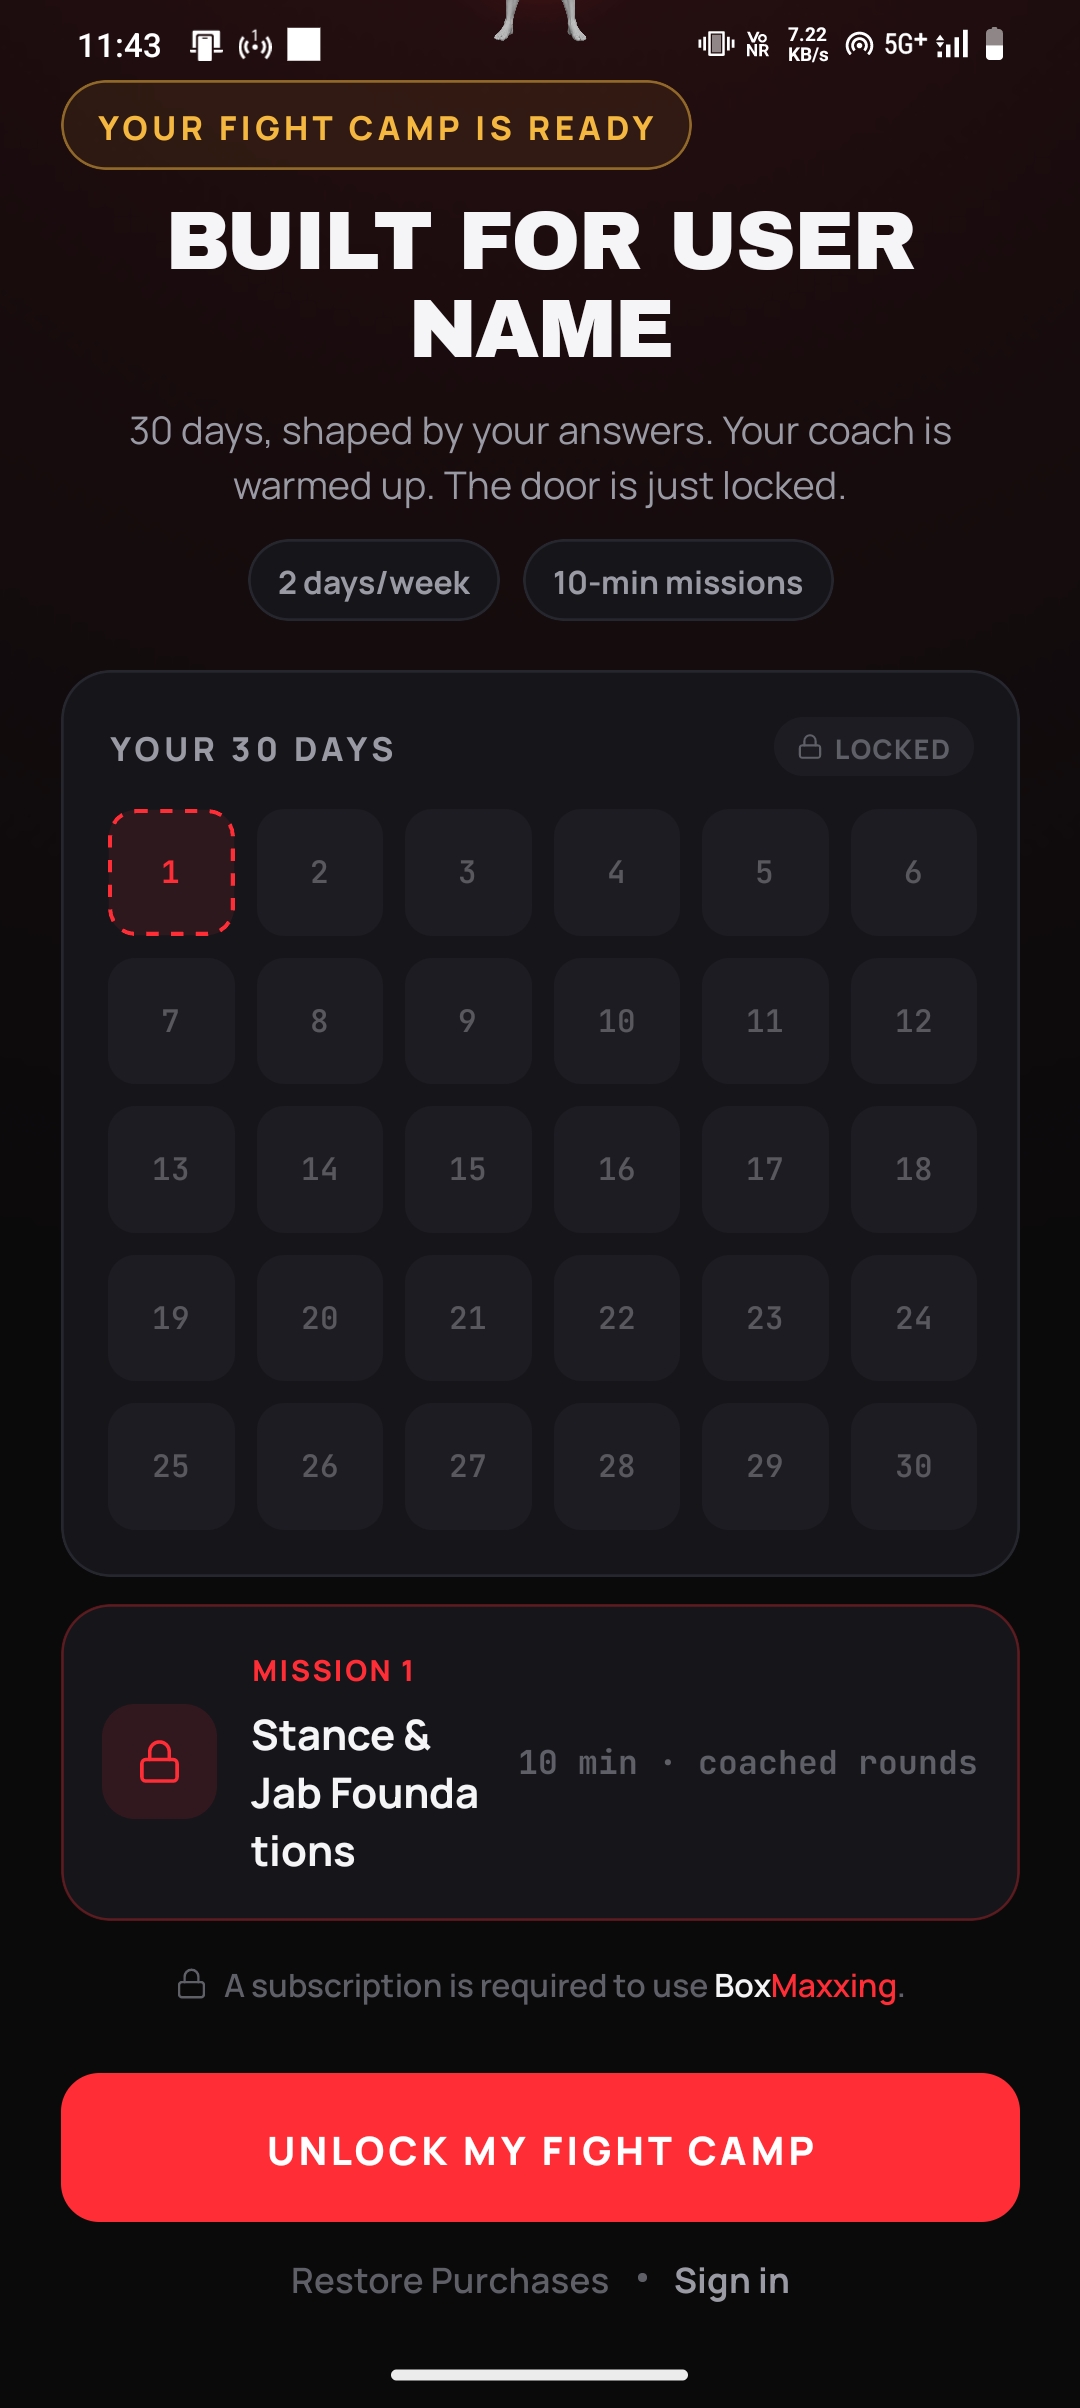 11:43
1
Vo NR
7.22 KB/s
5G+
YOUR FIGHT CAMP IS READY
BUILT FOR USER
NAME
30 days, shaped by your answers. Your coach is
warmed up. The door is just locked.
2 days/week 10-min missions
YOUR 30 DAYS LOCKED
1 2 3 4 5 6
7 8 9 10 11 12
13 14 15 16 17 18
19 20 21 22 23 24
25 26 27 28 29 30
MISSION 1
Stance &
Jab Founda
tions
10 min · coached rounds
A subscription is required to use BoxMaxxing.
UNLOCK MY FIGHT CAMP
Restore Purchases • Sign in